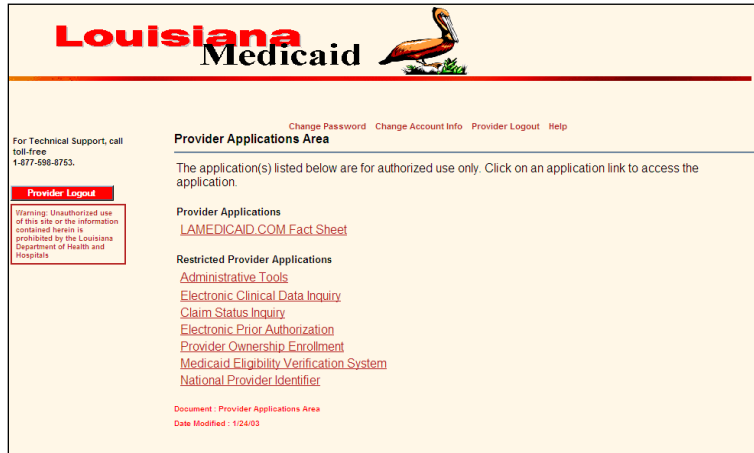 Louisiana
Medicaid
Change Password Change Account Info Provider Logout Help
For Technical Support, call
toll-free
1-877-598-8753.
Provider Logout
Warning: Unauthorized use
of this site or the information
contained herein is
prohibited by the Louisiana
Department of Health and
Hospitals
Provider Applications Area
The application(s) listed below are for authorized use only. Click on an application link to access the
application.
Provider Applications
LAMEDICAID.COM Fact Sheet
Restricted Provider Applications
Administrative Tools
Electronic Clinical Data Inquiry
Claim Status Inquiry
Electronic Prior Authorization
Provider Ownership Enrollment
Medicaid Eligibility Verification System
National Provider Identifier
Document : Provider Applications Area
Date Modified : 1/24/03